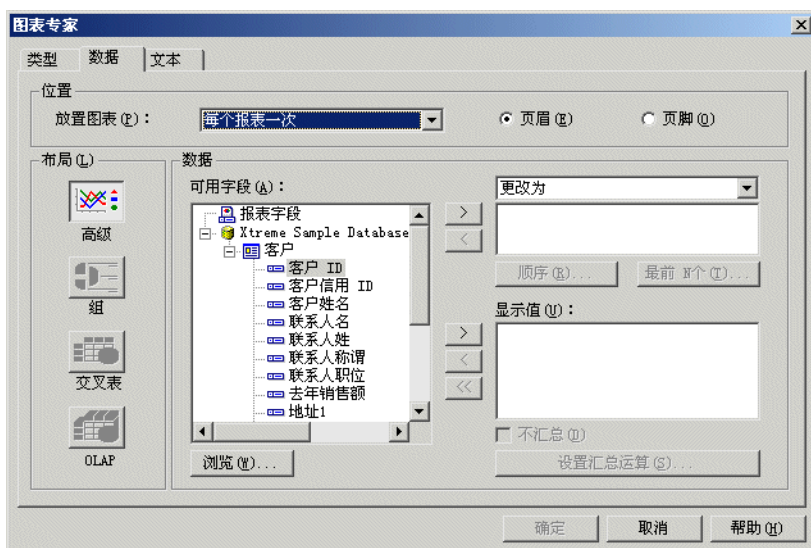 图表专家
类型 数据 文本
位置
放置图表(P)： 每个报表一次 页眉(E) 页脚(O)
布局(L)
高级
组
交叉表
OLAP
数据
可用字段(A)：
报表字段
Xtreme Sample Database
客户
客户 ID
客户信用 ID
客户姓名
联系人名
联系人姓
联系人称谓
联系人职位
去年销售额
地址1
浏览(W)...
>
<
>
<
<<
更改为
顺序(R)... 最前 N个(T)...
显示值(U)：
不汇总(D)
设置汇总运算(S)...
确定 取消 帮助(H)